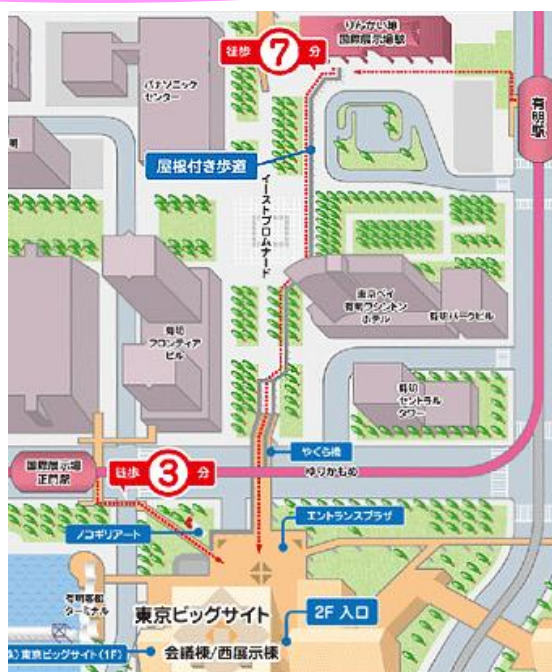 りんかい線
国際展示場駅
徒歩 7 分
パナソニック
センター
有明駅
屋根付き歩道
イーストプロムナード
東京ベイ
有明ワシントン
ホテル
有明パークビル
有明
フロンティア
ビル
有明
セントラル
タワー
やぐら橋
国際展示場
正門駅
徒歩 3 分
ゆりかもめ
ノコギリアート
エントランスプラザ
有明客船
ターミナル
東京ビッグサイト
2F 入口
東京ビッグサイト(1F)
会議棟/西展示棟